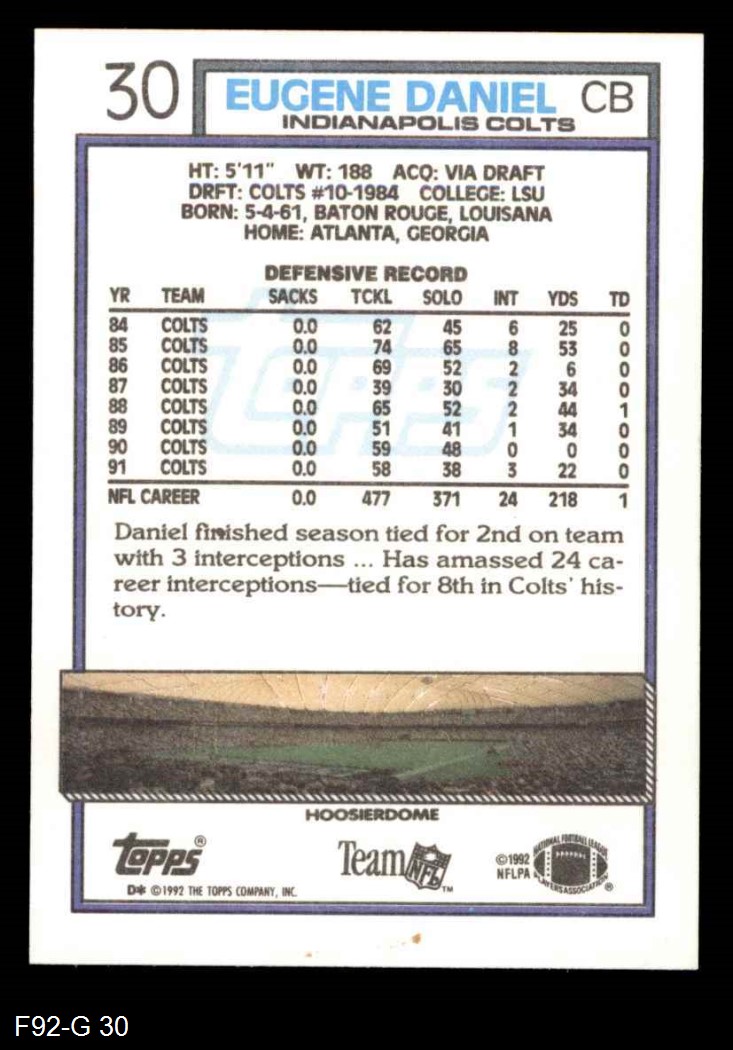 30 EUGENE DANIEL CB
INDIANAPOLIS COLTS
HT: 5'11" WT: 188 ACQ: VIA DRAFT
DRFT: COLTS #10-1984 COLLEGE: LSU
BORN: 5-4-61, BATON ROUGE, LOUISANA
HOME: ATLANTA, GEORGIA
DEFENSIVE RECORD
YR TEAM SACKS TCKL SOLO INT YDS TD
84 COLTS 0.0 62 45 6 25 0
85 COLTS 0.0 74 65 8 53 0
86 COLTS 0.0 69 52 2 6 0
87 COLTS 0.0 39 30 2 34 0
88 COLTS 0.0 65 52 2 44 1
89 COLTS 0.0 51 41 1 34 0
90 COLTS 0.0 59 48 0 0 0
91 COLTS 0.0 58 38 3 22 0
NFL CAREER 0.0 477 371 24 218 1
TOPPS
Daniel finished season tied for 2nd on team
with 3 interceptions ... Has amassed 24 ca-
reer interceptions—tied for 8th in Colts' his-
tory.
HOOSIERDOME
Topps®
Team NFL™
©1992
NFLPA
NATIONAL FOOTBALL LEAGUE
PLAYERS ASSOCIATION ®
D* ©1992 THE TOPPS COMPANY, INC.
F92-G 30